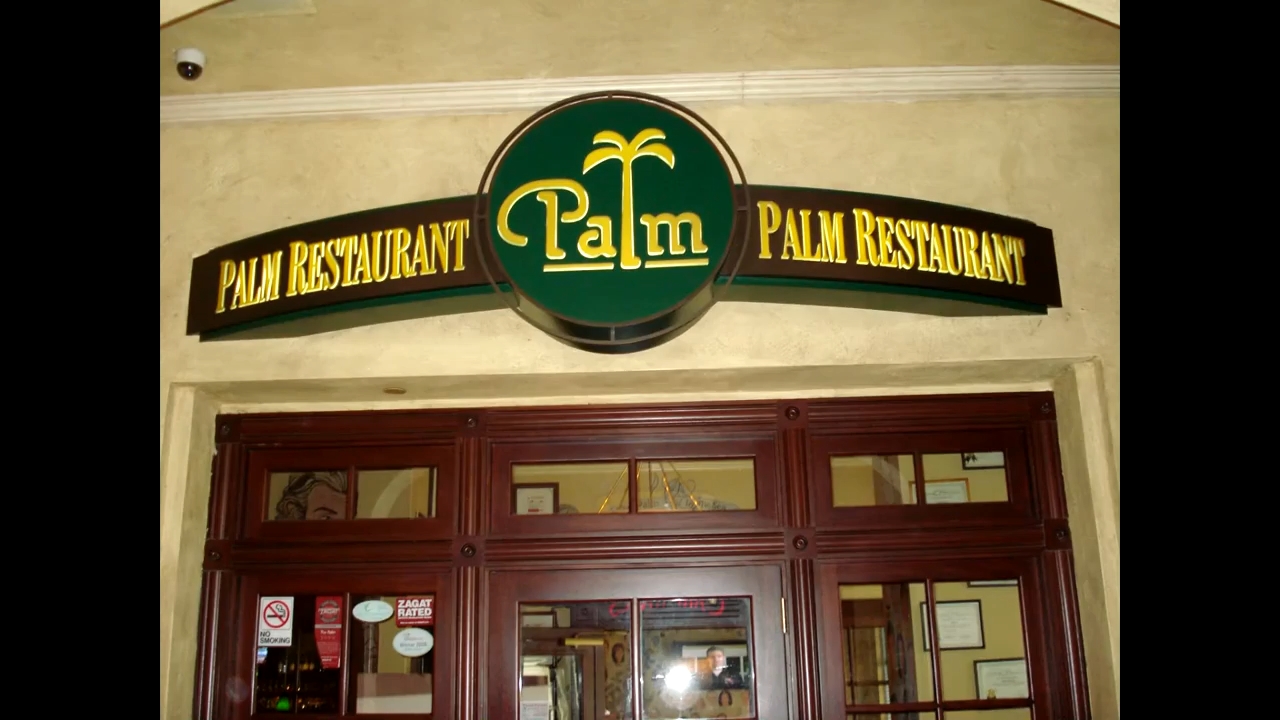 PALM RESTAURANT
Palm
PALM RESTAURANT
NO
SMOKING
ZAGAT
RATED